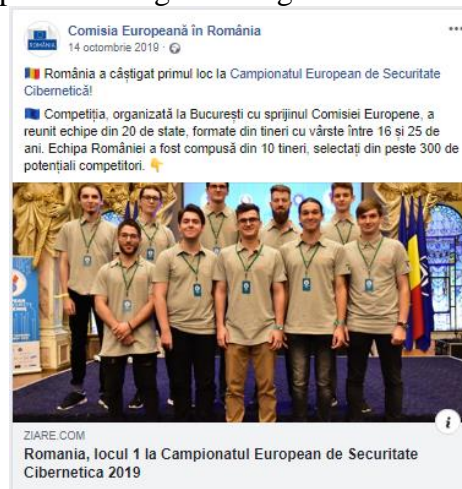 Comisia Europeană în România
14 octombrie 2019 ·
România a câștigat primul loc la Campionatul European de Securitate
Cibernetică!
Competiția, organizată la București cu sprijinul Comisiei Europene, a
reunit echipe din 20 de state, formate din tineri cu vârste între 16 și 25 de
ani. Echipa României a fost compusă din 10 tineri, selectați din peste 300 de
potențiali competitori.
ZIARE.COM
Romania, locul 1 la Campionatul European de Securitate
Cibernetica 2019